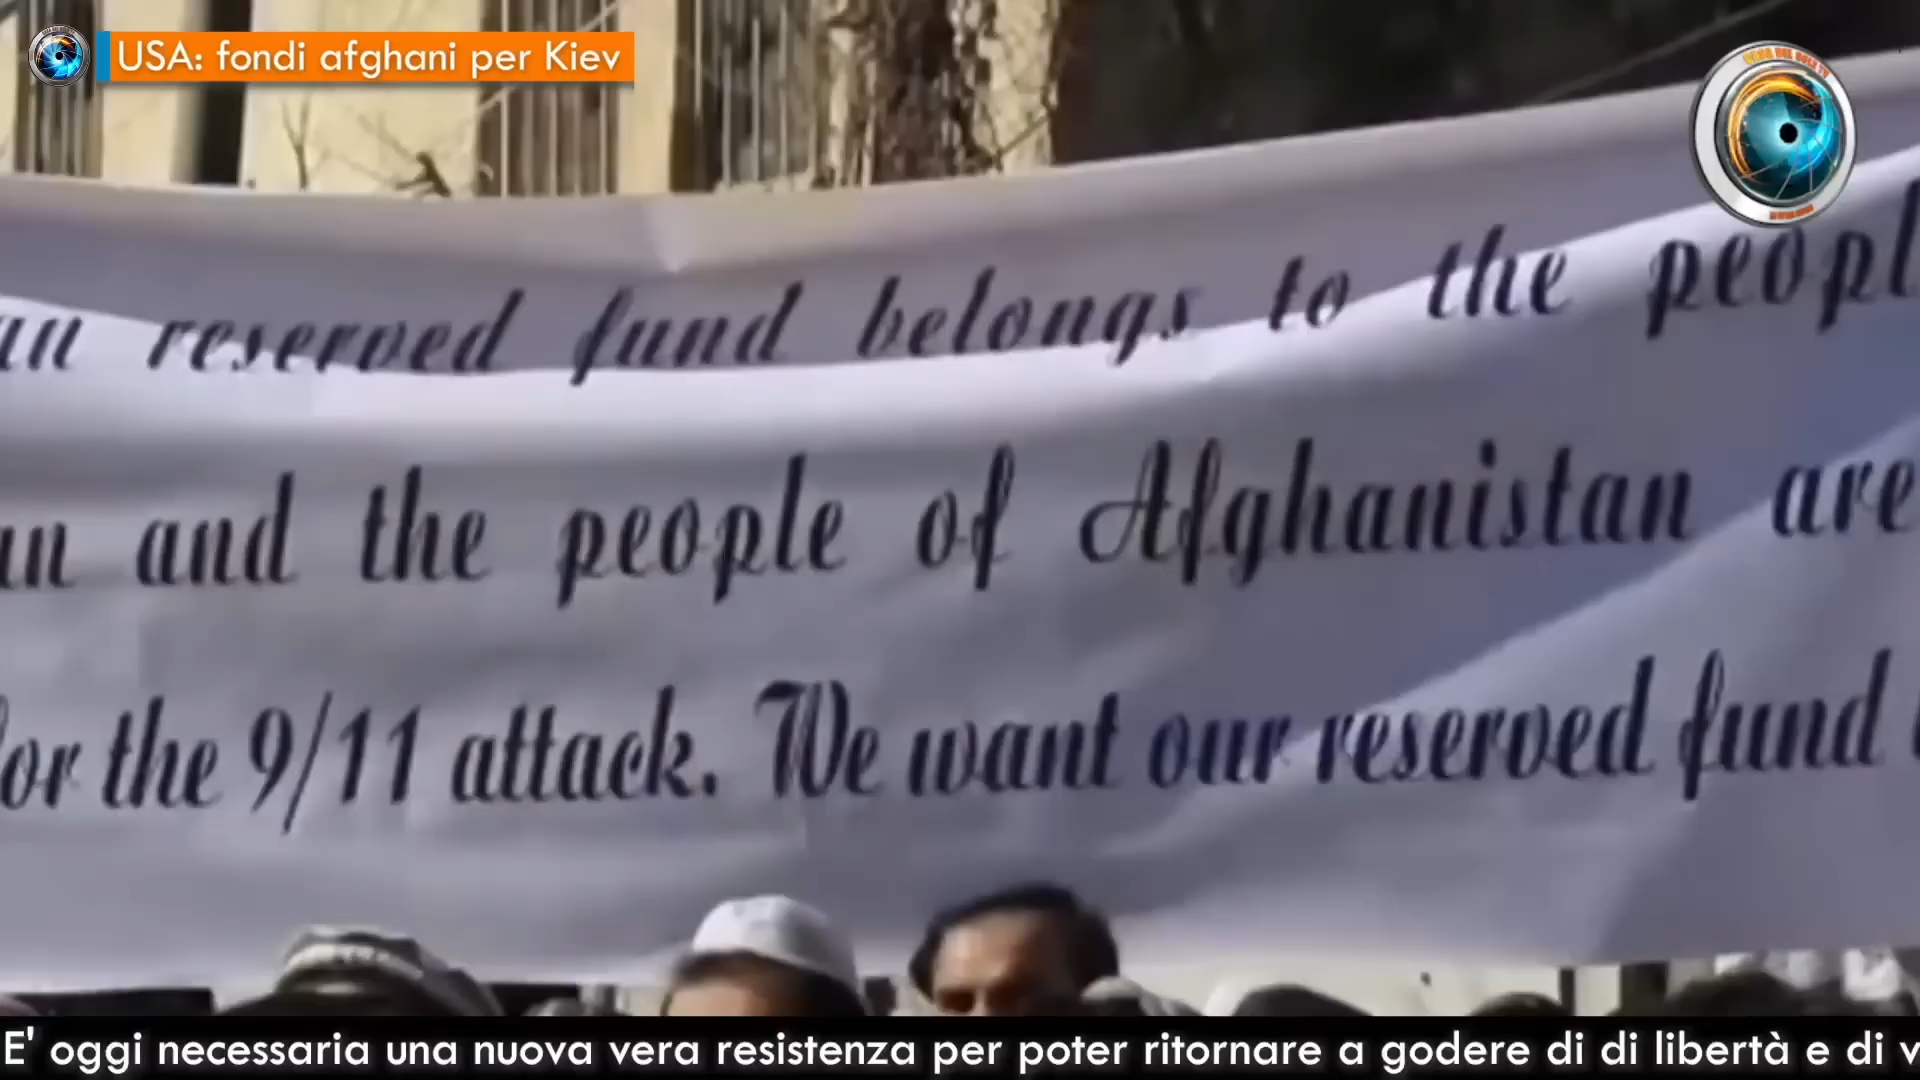 USA: fondi afghani per Kiev
reserved fund belongs to the
and the people of Afghanistan are
the 9/11 attack. We want our reserved fund
E' oggi necessaria una nuova vera resistenza per poter ritornare a godere di di libertà e di